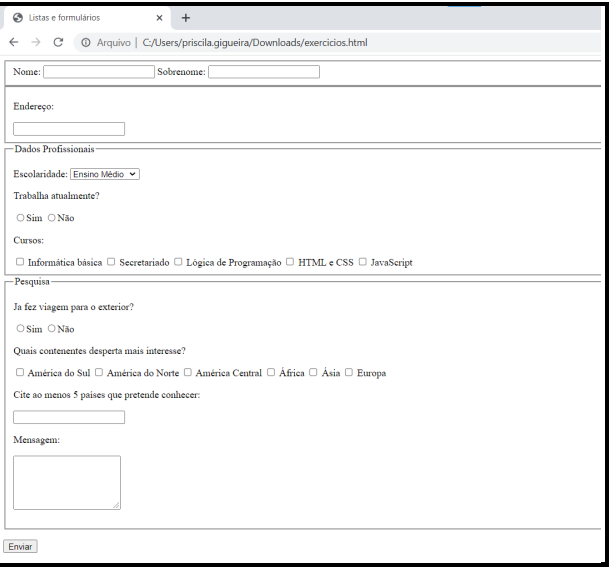 Listas e formulários
Arquivo | C:/Users/priscila.gigueira/Downloads/exercicios.html
Nome: Sobrenome:
Endereço:
Dados Profissionais
Escolaridade: Ensino Médio
Trabalha atualmente?
Sim Não
Cursos:
Informática básica Secretariado Lógica de Programação HTML e CSS JavaScript
Pesquisa
Ja fez viagem para o exterior?
Sim Não
Quais contenentes desperta mais interesse?
América do Sul América do Norte América Central África Ásia Europa
Cite ao menos 5 paises que pretende conhecer:
Mensagem:
Enviar